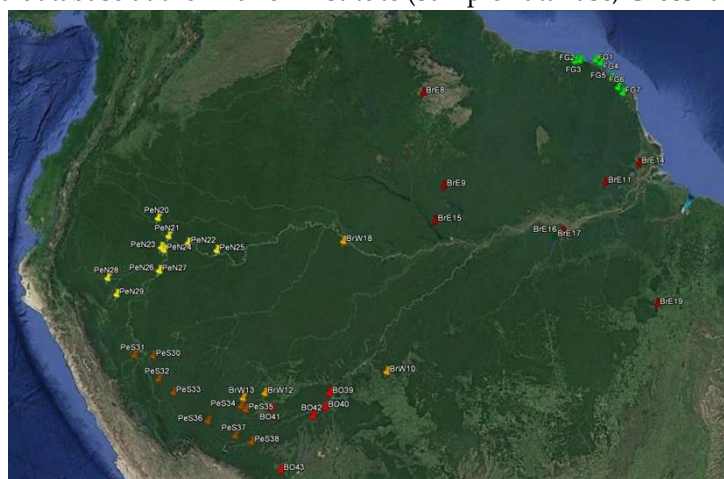 FG2
FG1
FG3
FG4
FG5
FG6
FG7
BrE8
BrE14
BrE9
BrE11
PeN20
BrE15
PeN21
PeN22
BrW18
BrE16
BrE17
PeN23
PeN24
PeN25
PeN26
PeN27
PeN28
PeN29
BrE19
PeS31
PeS30
PeS32
BrW10
PeS33
BrW13
BrW12
BO39
PeS34
PeS35
BO40
BO41
BO42
PeS36
PeS37
PeS38
BO43